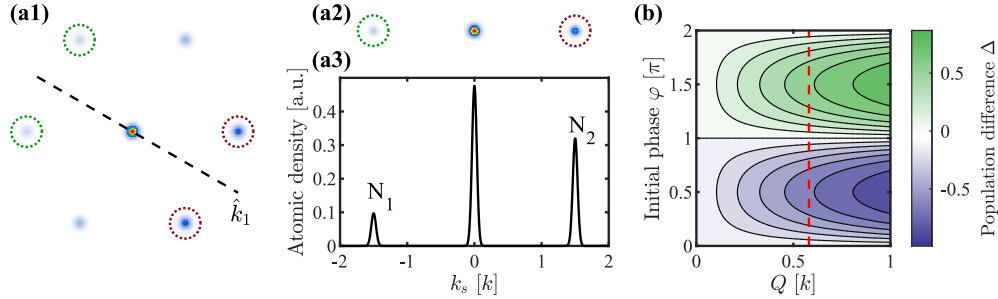 (a1)
k̂₁
(a2)
(a3)
Atomic density [a.u.]
0.4
0.3
0.2
0.1
0
N₁
N₂
-2 -1 0 1 2
kₛ [k]
(b)
Initial phase φ [π]
2
1.5
1
0.5
0
0 0.5 1
Q [k]
0.5
0
-0.5
Population difference Δ